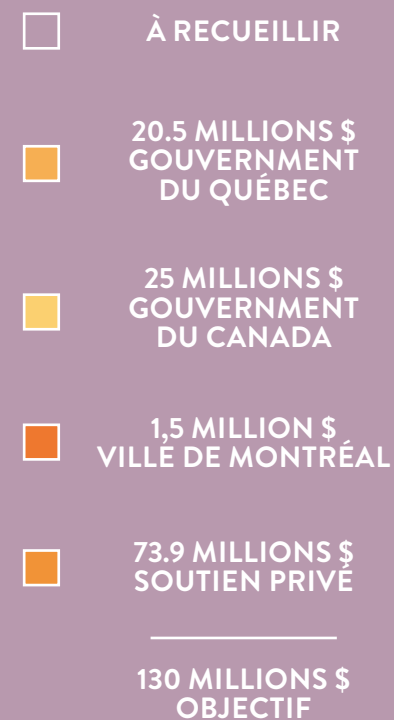 À RECUEILLIR
20.5 MILLIONS $
GOUVERNMENT
DU QUÉBEC
25 MILLIONS $
GOUVERNMENT
DU CANADA
1,5 MILLION $
VILLE DE MONTRÉAL
73.9 MILLIONS $
SOUTIEN PRIVÉ
130 MILLIONS $
OBJECTIF